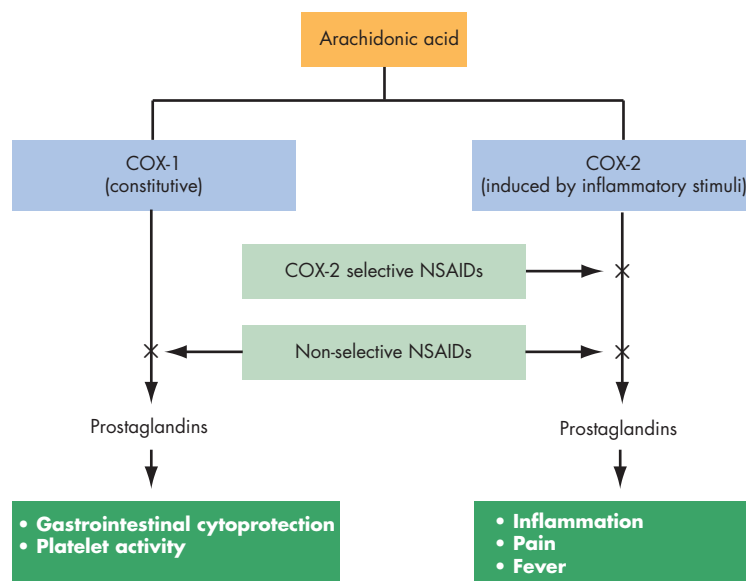 Arachidonic acid
COX-1
(constitutive)
COX-2
(induced by inflammatory stimuli)
COX-2 selective NSAIDs
Non-selective NSAIDs
Prostaglandins
Prostaglandins
• Gastrointestinal cytoprotection
• Platelet activity
• Inflammation
• Pain
• Fever